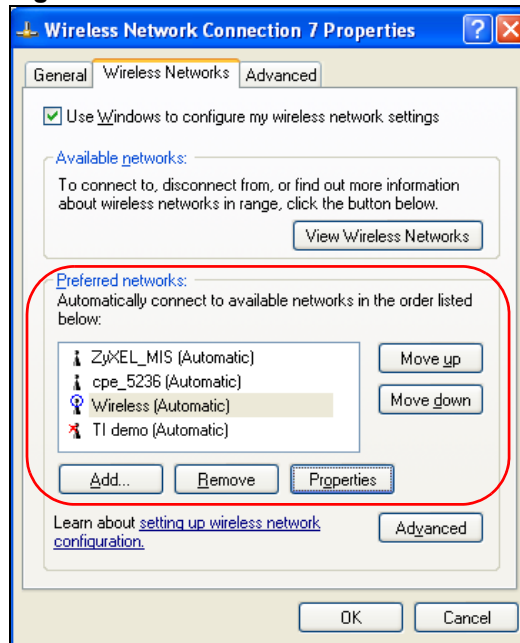 Wireless Network Connection 7 Properties
General Wireless Networks Advanced
Use Windows to configure my wireless network settings
Available networks:
To connect to, disconnect from, or find out more information
about wireless networks in range, click the button below.
View Wireless Networks
Preferred networks:
Automatically connect to available networks in the order listed
below:
ZyXEL_MIS (Automatic)
Move up
cpe_5236 (Automatic)
Wireless (Automatic)
Move down
TI demo (Automatic)
Add... Remove Properties
Learn about setting up wireless network
configuration.
Advanced
OK Cancel